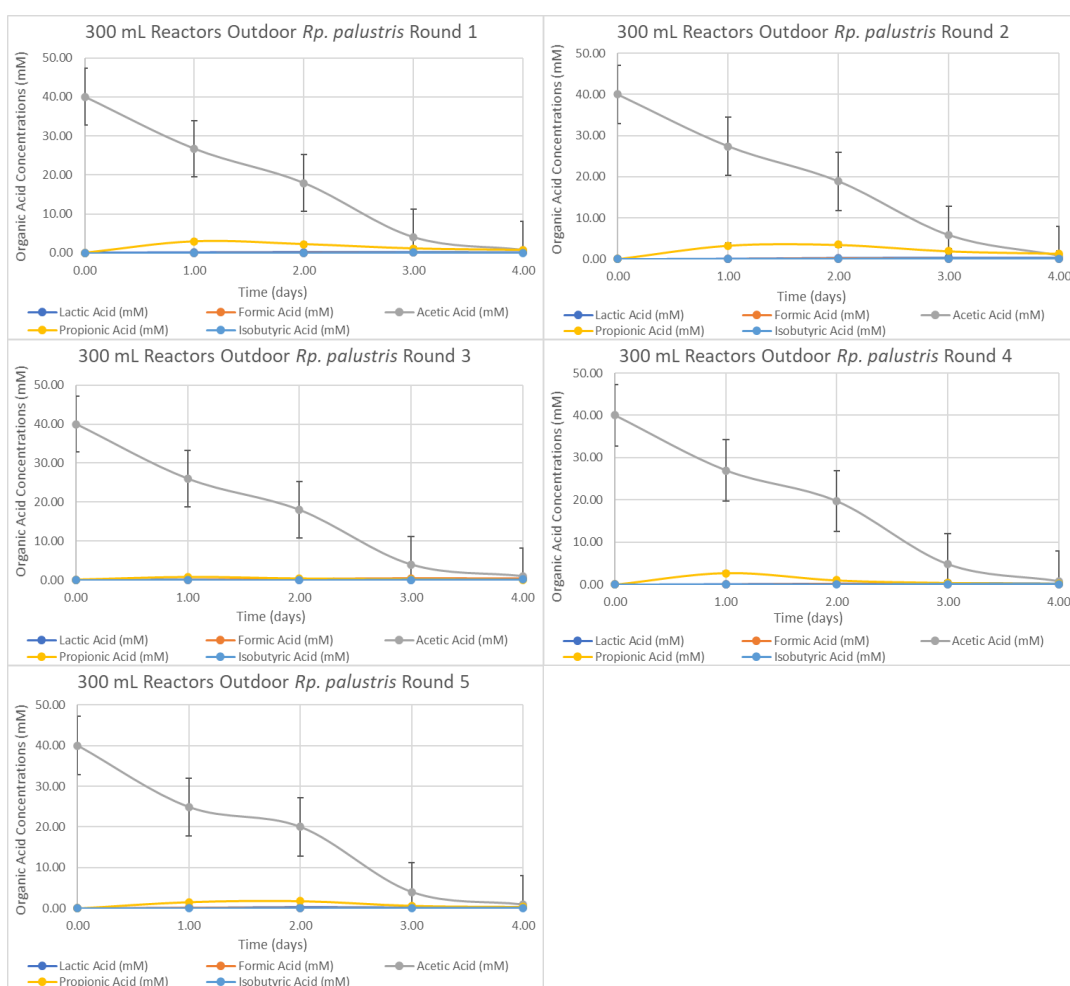 300 mL Reactors Outdoor Rp. palustris Round 1
Organic Acid Concentrations (mM)
50.00
40.00
30.00
20.00
10.00
0.00
0.00 1.00 2.00 3.00 4.00
Time (days)
Lactic Acid (mM) Formic Acid (mM) Acetic Acid (mM)
Propionic Acid (mM) Isobutyric Acid (mM)
300 mL Reactors Outdoor Rp. palustris Round 2
Organic Acid Concentrations (mM)
50.00
40.00
30.00
20.00
10.00
0.00
0.00 1.00 2.00 3.00 4.00
Time (days)
Lactic Acid (mM) Formic Acid (mM) Acetic Acid (mM)
Propionic Acid (mM) Isobutyric Acid (mM)
300 mL Reactors Outdoor Rp. palustris Round 3
Organic Acid Concentrations (mM)
50.00
40.00
30.00
20.00
10.00
0.00
0.00 1.00 2.00 3.00 4.00
Time (days)
Lactic Acid (mM) Formic Acid (mM) Acetic Acid (mM)
Propionic Acid (mM) Isobutyric Acid (mM)
300 mL Reactors Outdoor Rp. palustris Round 4
Organic Acid Concentrations (mM)
50.00
40.00
30.00
20.00
10.00
0.00
0.00 1.00 2.00 3.00 4.00
Time (days)
Lactic Acid (mM) Formic Acid (mM) Acetic Acid (mM)
Propionic Acid (mM) Isobutyric Acid (mM)
300 mL Reactors Outdoor Rp. palustris Round 5
Organic Acid Concentrations (mM)
50.00
40.00
30.00
20.00
10.00
0.00
0.00 1.00 2.00 3.00 4.00
Time (days)
Lactic Acid (mM) Formic Acid (mM) Acetic Acid (mM)
Propionic Acid (mM) Isobutyric Acid (mM)